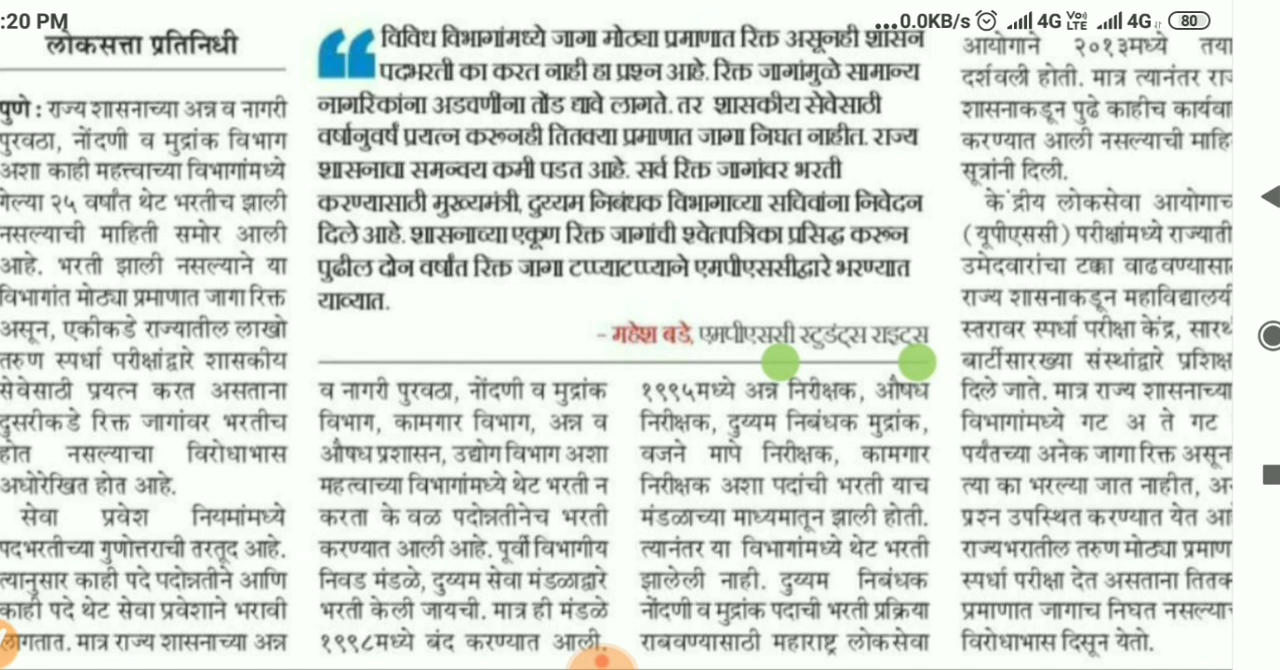 :20 PM
...0.0KB/s 4G Vo) LTE 4G 80
लोकसत्ता प्रतिनिधी
पुणे : राज्य शासनाच्या अन्न व नागरी
पुरवठा, नोंदणी व मुद्रांक विभाग
अशा काही महत्त्वाच्या विभागांमध्ये
गेल्या २५ वर्षांत थेट भरतीच झाली
नसल्याची माहिती समोर आली
आहे. भरती झाली नसल्याने या
विभागांत मोठ्या प्रमाणात जागा रिक्त
असून, एकीकडे राज्यातील लाखो
तरुण स्पर्धा परीक्षांद्वारे शासकीय
सेवेसाठी प्रयत्न करत असताना
दुसरीकडे रिक्त जागांवर भरतीच
होत नसल्याचा विरोधाभास
अधोरेखित होत आहे.
सेवा प्रवेश नियमांमध्ये
पदभरतीच्या गुणोत्तराची तरतूद आहे.
त्यानुसार काही पदे पदोन्नतीने आणि
काही पदे थेट सेवा प्रवेशाने भरावी
लागतात. मात्र राज्य शासनाच्या अन्न
विविध विभागांमध्ये जागा मोठ्या प्रमाणात रिक्त असूनही शासन
पदभरती का करत नाही हा प्रश्न आहे. रिक्त जागांमुळे सामान्य
नागरिकांना अडचणींना तोंड द्यावे लागते. तर शासकीय सेवेसाठी
वर्षानुवर्षं प्रयत्न करूनही तितक्या प्रमाणात जागा निघत नाहीत. राज्य
शासनाचा समन्वय कमी पडत आहे. सर्व रिक्त जागांवर भरती
करण्यासाठी मुख्यमंत्री, दुय्यम निबंधक विभागाच्या सचिवांना निवेदन
दिले आहे. शासनाच्या एकूण रिक्त जागांची श्वेतपत्रिका प्रसिद्ध करून
पुढील दोन वर्षांत रिक्त जागा टप्प्याटप्प्याने एमपीएससीद्वारे भरण्यात
याव्यात.
- महेश बडे, एमपीएससी स्टुडंट्स राइट्स
व नागरी पुरवठा, नोंदणी व मुद्रांक
विभाग, कामगार विभाग, अन्न व
औषध प्रशासन, उद्योग विभाग अशा
महत्वाच्या विभागांमध्ये थेट भरती न
करता केवळ पदोन्नतीनेच भरती
करण्यात आली आहे. पूर्वी विभागीय
निवड मंडळे, दुय्यम सेवा मंडळाद्वारे
भरती केली जायची. मात्र ही मंडळे
१९९८मध्ये बंद करण्यात आली.
१९९५मध्ये अन्न निरीक्षक, औषध
निरीक्षक, दुय्यम निबंधक मुद्रांक,
वजने मापे निरीक्षक, कामगार
निरीक्षक अशा पदांची भरती याच
मंडळाच्या माध्यमातून झाली होती.
त्यानंतर या विभागांमध्ये थेट भरती
झालेली नाही. दुय्यम निबंधक
नोंदणी व मुद्रांक पदाची भरती प्रक्रिया
राबवण्यासाठी महाराष्ट्र लोकसेवा
आयोगाने २०१३मध्ये तया
दर्शवली होती. मात्र त्यानंतर राज
शासनाकडून पुढे काहीच कार्यवा
करण्यात आली नसल्याची माहि
सूत्रांनी दिली.
केंद्रीय लोकसेवा आयोगाच
(यूपीएससी) परीक्षांमध्ये राज्याती
उमेदवारांचा टक्का वाढवण्यासा
राज्य शासनाकडून महाविद्यालयी
स्तरावर स्पर्धा परीक्षा केंद्र, सारथ
बार्टीसारख्या संस्थांद्वारे प्रशिक्ष
दिले जाते. मात्र राज्य शासनाच्या
विभागांमध्ये गट अ ते गट
पर्यंतच्या अनेक जागा रिक्त असून
त्या का भरल्या जात नाहीत, अ
प्रश्न उपस्थित करण्यात येत आ
राज्यभरातील तरुण मोठ्या प्रमाण
स्पर्धा परीक्षा देत असताना तितक
प्रमाणात जागाच निघत नसल्याच
विरोधाभास दिसून येतो.